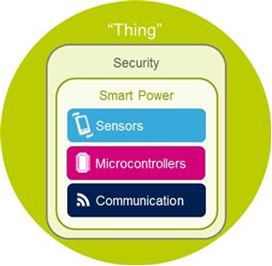 “Thing”
Security
Smart Power
Sensors
Microcontrollers
Communication